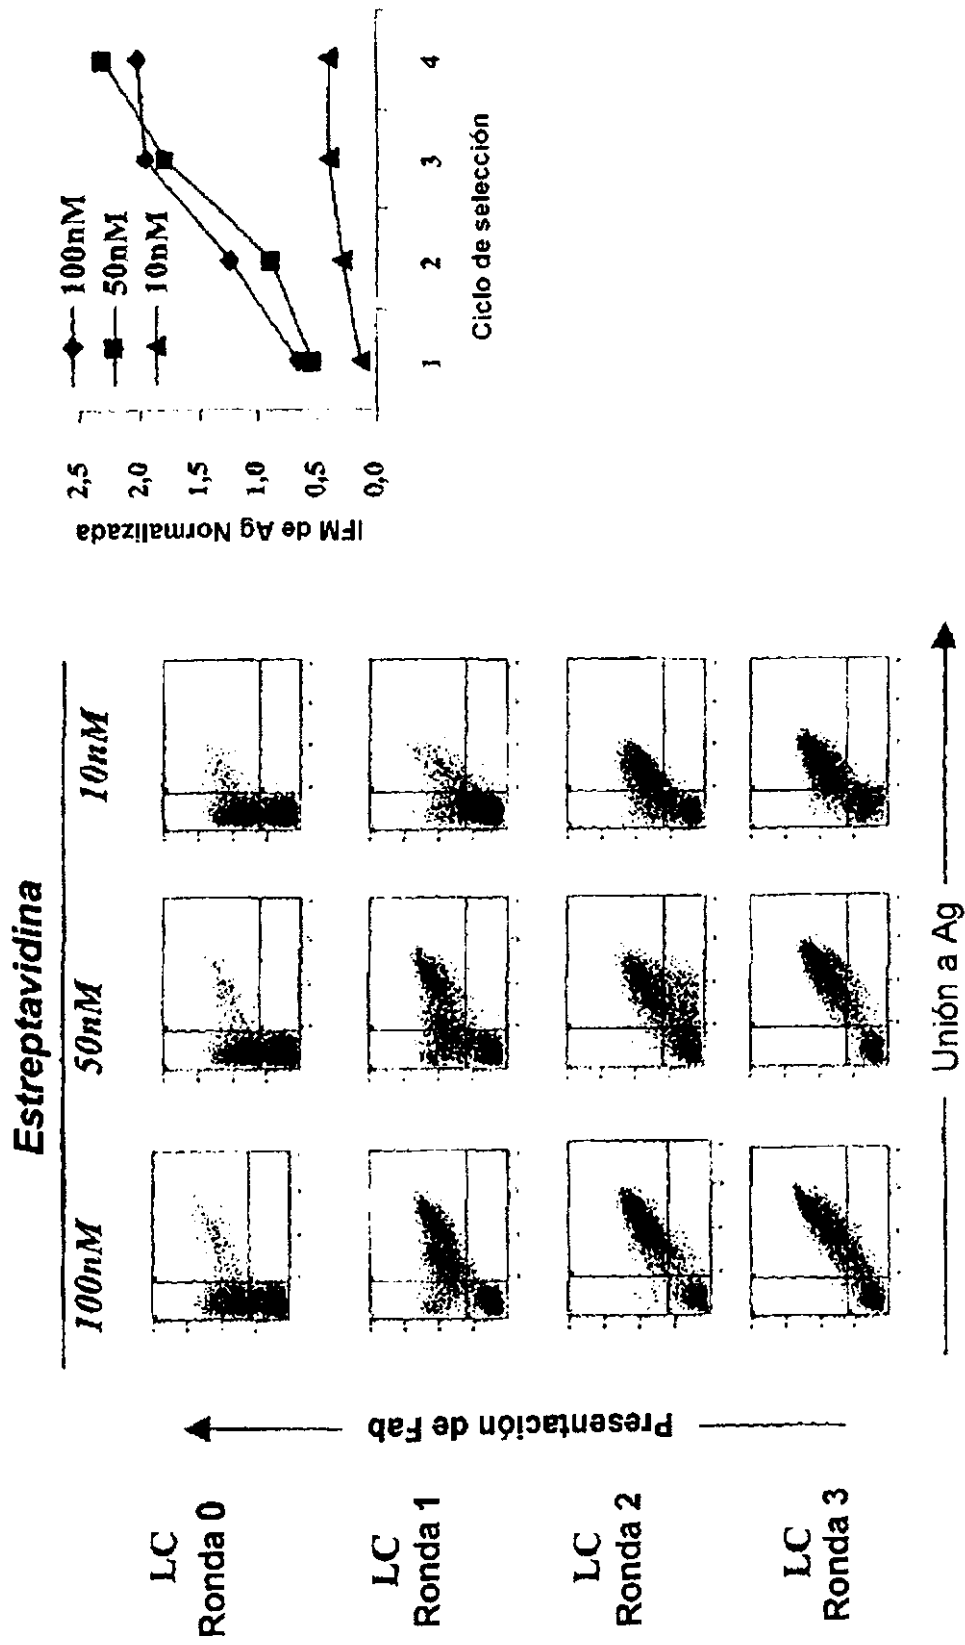 Estreptavidina
100nM 50nM 10nM
LC
Ronda 0
LC
Ronda 1
LC
Ronda 2
LC
Ronda 3
Presentación de Fab
Unión a Ag
IFM de Ag Normalizada
2,5
2,0
1,5
1,0
0,5
0,0
100nM
50nM
10nM
1 2 3 4
Ciclo de selección